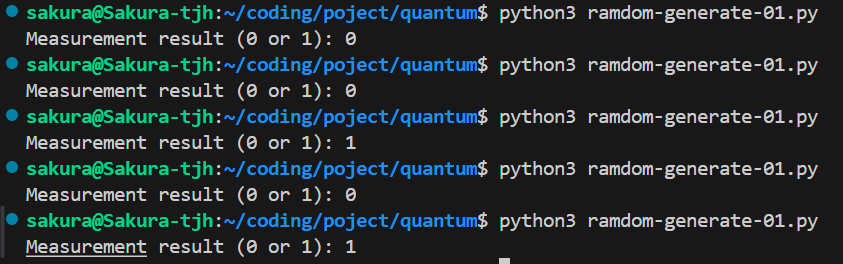 sakura@Sakura-tjh:~/coding/poject/quantum$ python3 ramdom-generate-01.py
Measurement result (0 or 1): 0
sakura@Sakura-tjh:~/coding/poject/quantum$ python3 ramdom-generate-01.py
Measurement result (0 or 1): 0
sakura@Sakura-tjh:~/coding/poject/quantum$ python3 ramdom-generate-01.py
Measurement result (0 or 1): 1
sakura@Sakura-tjh:~/coding/poject/quantum$ python3 ramdom-generate-01.py
Measurement result (0 or 1): 0
sakura@Sakura-tjh:~/coding/poject/quantum$ python3 ramdom-generate-01.py
Measurement result (0 or 1): 1